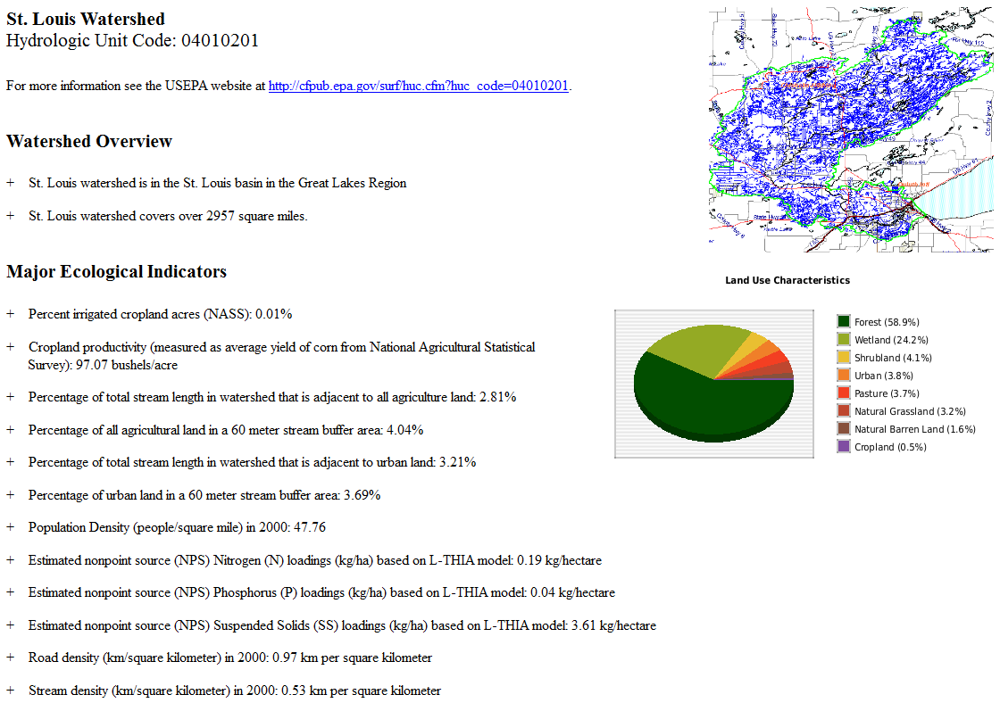 St. Louis Watershed
Hydrologic Unit Code: 04010201
For more information see the USEPA website at http://cfpub.epa.gov/surf/huc.cfm?huc_code=04010201.
Watershed Overview
+ St. Louis watershed is in the St. Louis basin in the Great Lakes Region
+ St. Louis watershed covers over 2957 square miles.
Major Ecological Indicators
+ Percent irrigated cropland acres (NASS): 0.01%
+ Cropland productivity (measured as average yield of corn from National Agricultural Statistical
Survey): 97.07 bushels/acre
+ Percentage of total stream length in watershed that is adjacent to all agriculture land: 2.81%
+ Percentage of all agricultural land in a 60 meter stream buffer area: 4.04%
+ Percentage of total stream length in watershed that is adjacent to urban land: 3.21%
+ Percentage of urban land in a 60 meter stream buffer area: 3.69%
+ Population Density (people/square mile) in 2000: 47.76
+ Estimated nonpoint source (NPS) Nitrogen (N) loadings (kg/ha) based on L-THIA model: 0.19 kg/hectare
+ Estimated nonpoint source (NPS) Phosphorus (P) loadings (kg/ha) based on L-THIA model: 0.04 kg/hectare
+ Estimated nonpoint source (NPS) Suspended Solids (SS) loadings (kg/ha) based on L-THIA model: 3.61 kg/hectare
+ Road density (km/square kilometer) in 2000: 0.97 km per square kilometer
+ Stream density (km/square kilometer) in 2000: 0.53 km per square kilometer
Land Use Characteristics
Forest (58.9%)
Wetland (24.2%)
Shrubland (4.1%)
Urban (3.8%)
Pasture (3.7%)
Natural Grassland (3.2%)
Natural Barren Land (1.6%)
Cropland (0.5%)